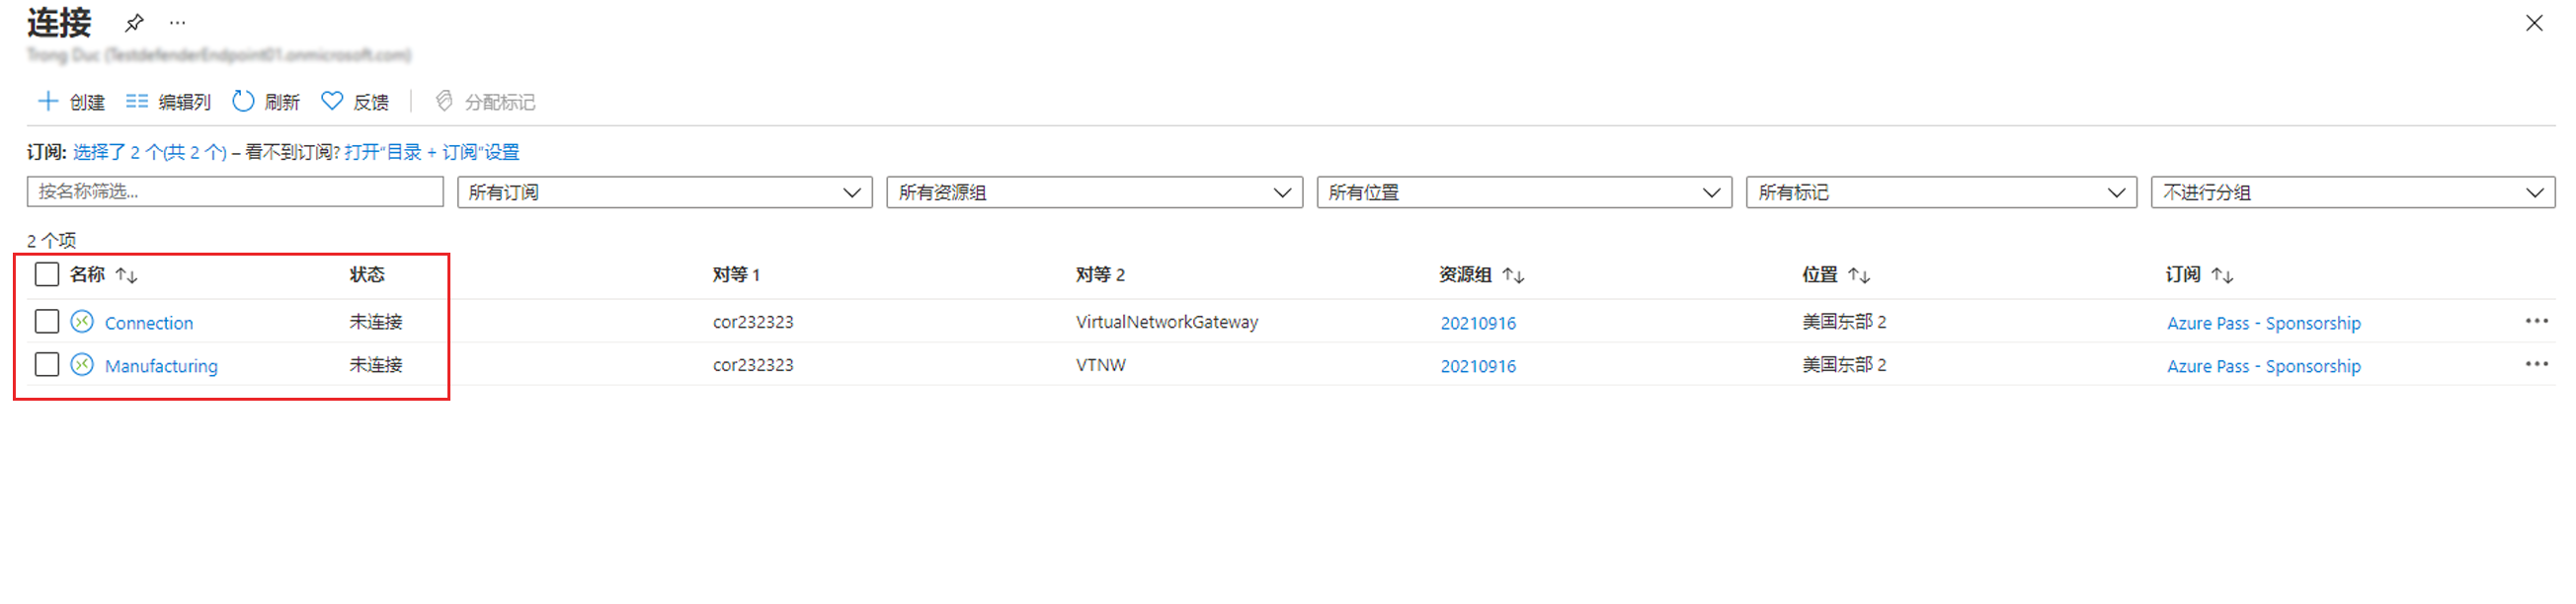 连接
Trong Duc (TestdefenderEndpoint01.onmicrosoft.com)
创建 编辑列 刷新 反馈 分配标记
订阅: 选择了 2 个(共 2 个) – 看不到订阅? 打开"目录 + 订阅"设置
按名称筛选... 所有订阅 所有资源组 所有位置 所有标记 不进行分组
2 个项
名称 ↑↓ 状态 对等 1 对等 2 资源组 ↑↓ 位置 ↑↓ 订阅 ↑↓
Connection 未连接 cor232323 VirtualNetworkGateway 20210916 美国东部 2 Azure Pass - Sponsorship
Manufacturing 未连接 cor232323 VTNW 20210916 美国东部 2 Azure Pass - Sponsorship